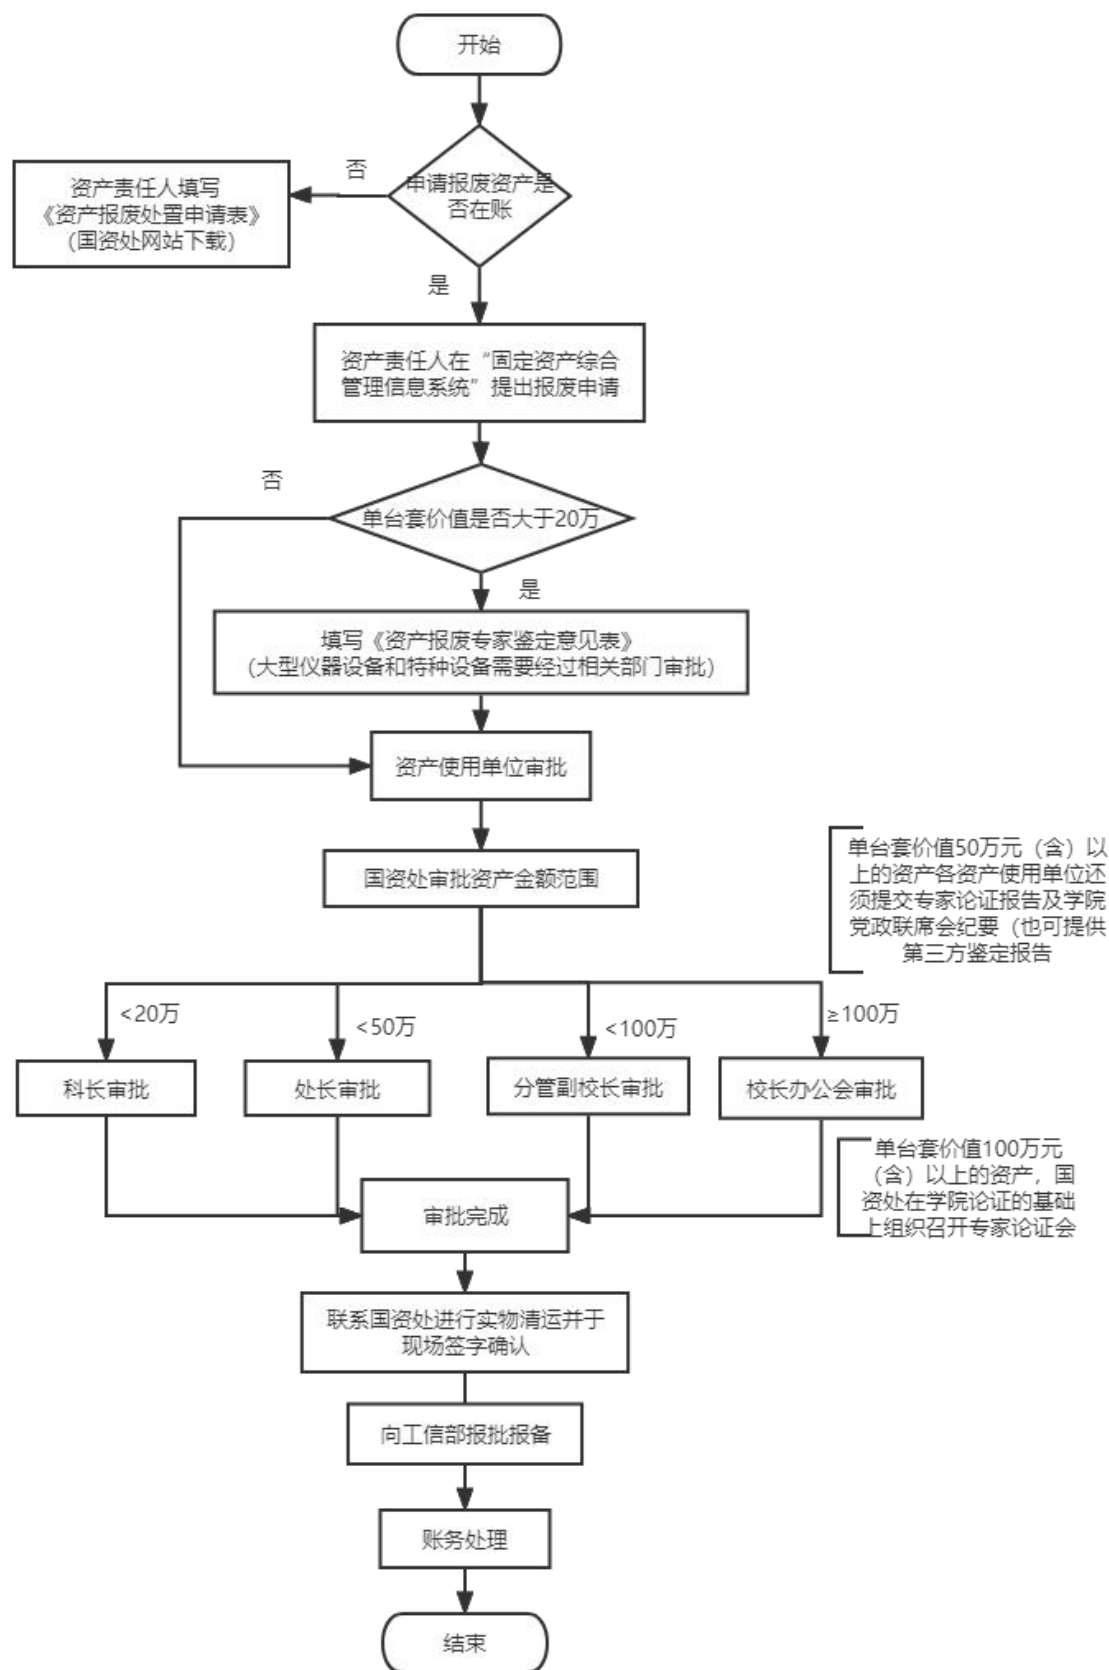 开始
申请报废资产是
否在账
否
资产责任人填写
《资产报废处置申请表》
（国资处网站下载）
是
资产责任人在“固定资产综合
管理信息系统”提出报废申请
否
单台套价值是否大于20万
是
填写《资产报废专家鉴定意见表》
（大型仪器设备和特种设备需要经过相关部门审批）
资产使用单位审批
国资处审批资产金额范围
单台套价值50万元（含）以
上的资产各资产使用单位还
须提交专家论证报告及学院
党政联席会纪要（也可提供
第三方鉴定报告
<20万
<50万
<100万
≥100万
科长审批
处长审批
分管副校长审批
校长办公会审批
单台套价值100万元
（含）以上的资产，国
资处在学院论证的基础
上组织召开专家论证会
审批完成
联系国资处进行实物清运并于
现场签字确认
向工信部报批报备
账务处理
结束